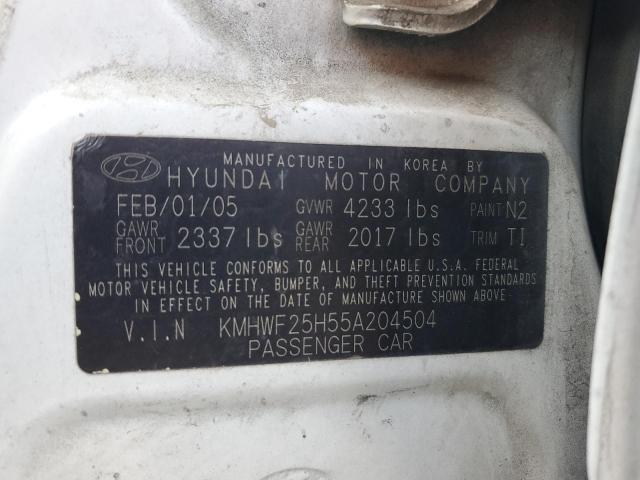 MANUFACTURED IN KOREA BY
HYUNDAI MOTOR COMPANY
FEB/01/05 GVWR 4233 lbs PAINT N2
GAWR FRONT 2337 lbs GAWR REAR 2017 lbs TRIM TI
THIS VEHICLE CONFORMS TO ALL APPLICABLE U.S.A. FEDERAL
MOTOR VEHICLE SAFETY, BUMPER, AND THEFT PREVENTION STANDARDS
IN EFFECT ON THE DATE OF MANUFACTURE SHOWN ABOVE
V.I.N KMHWF25H55A204504
PASSENGER CAR